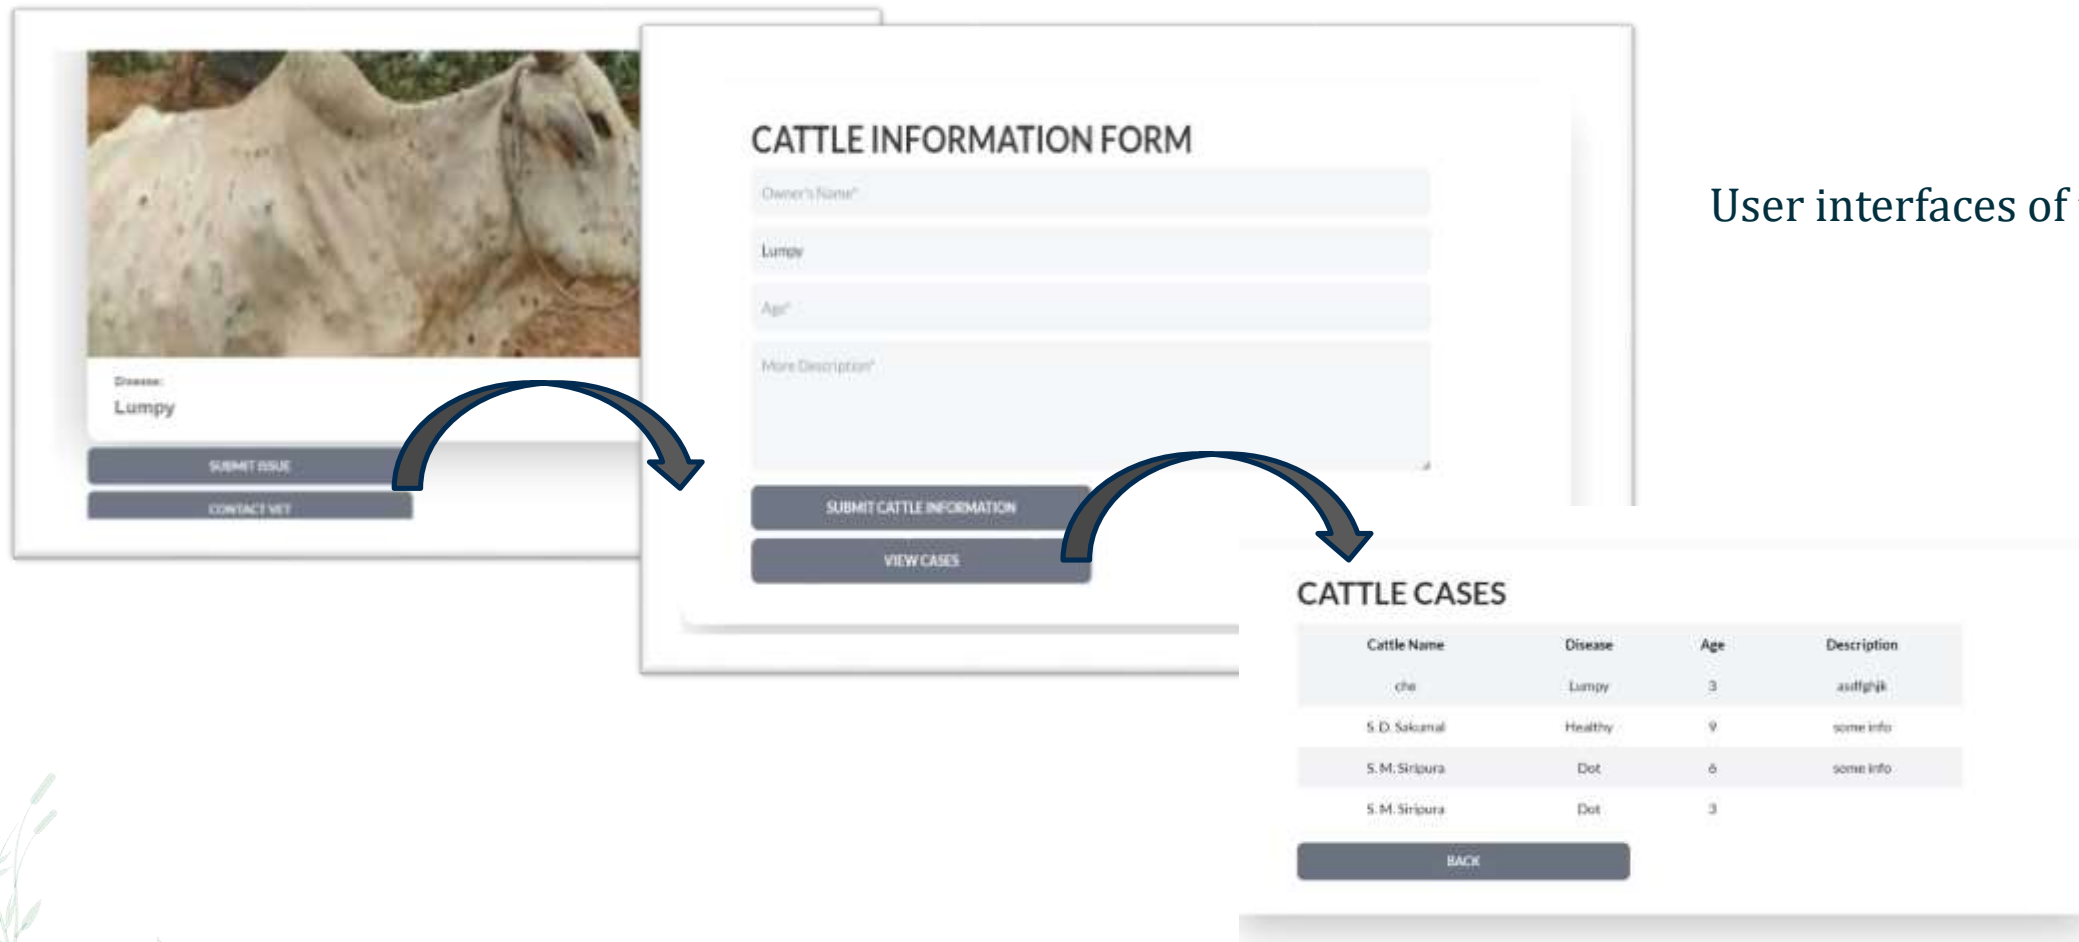 Disease:
Lumpy
SUBMIT ISSUE
CONTACT VET
CATTLE INFORMATION FORM
Owner's Name*
Lumpy
Age*
More Description*
SUBMIT CATTLE INFORMATION
VIEW CASES
User interfaces of
CATTLE CASES
Cattle Name Disease Age Description
che Lumpy 3 asdfghjk
S. D. Sakumal Healthy 9 some info
S. M. Siripura Dot 6 some info
S. M. Siripura Dot 3
BACK